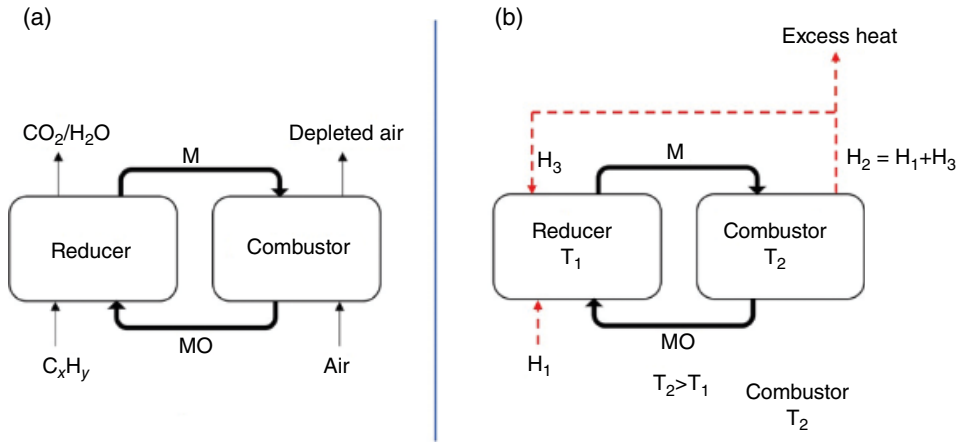 (a)
CO2/H2O
Depleted air
M
Reducer
Combustor
MO
CxHy
Air
(b)
Excess heat
H3
M
H2 = H1+H3
Reducer
T1
Combustor
T2
MO
H1
T2>T1
Combustor
T2